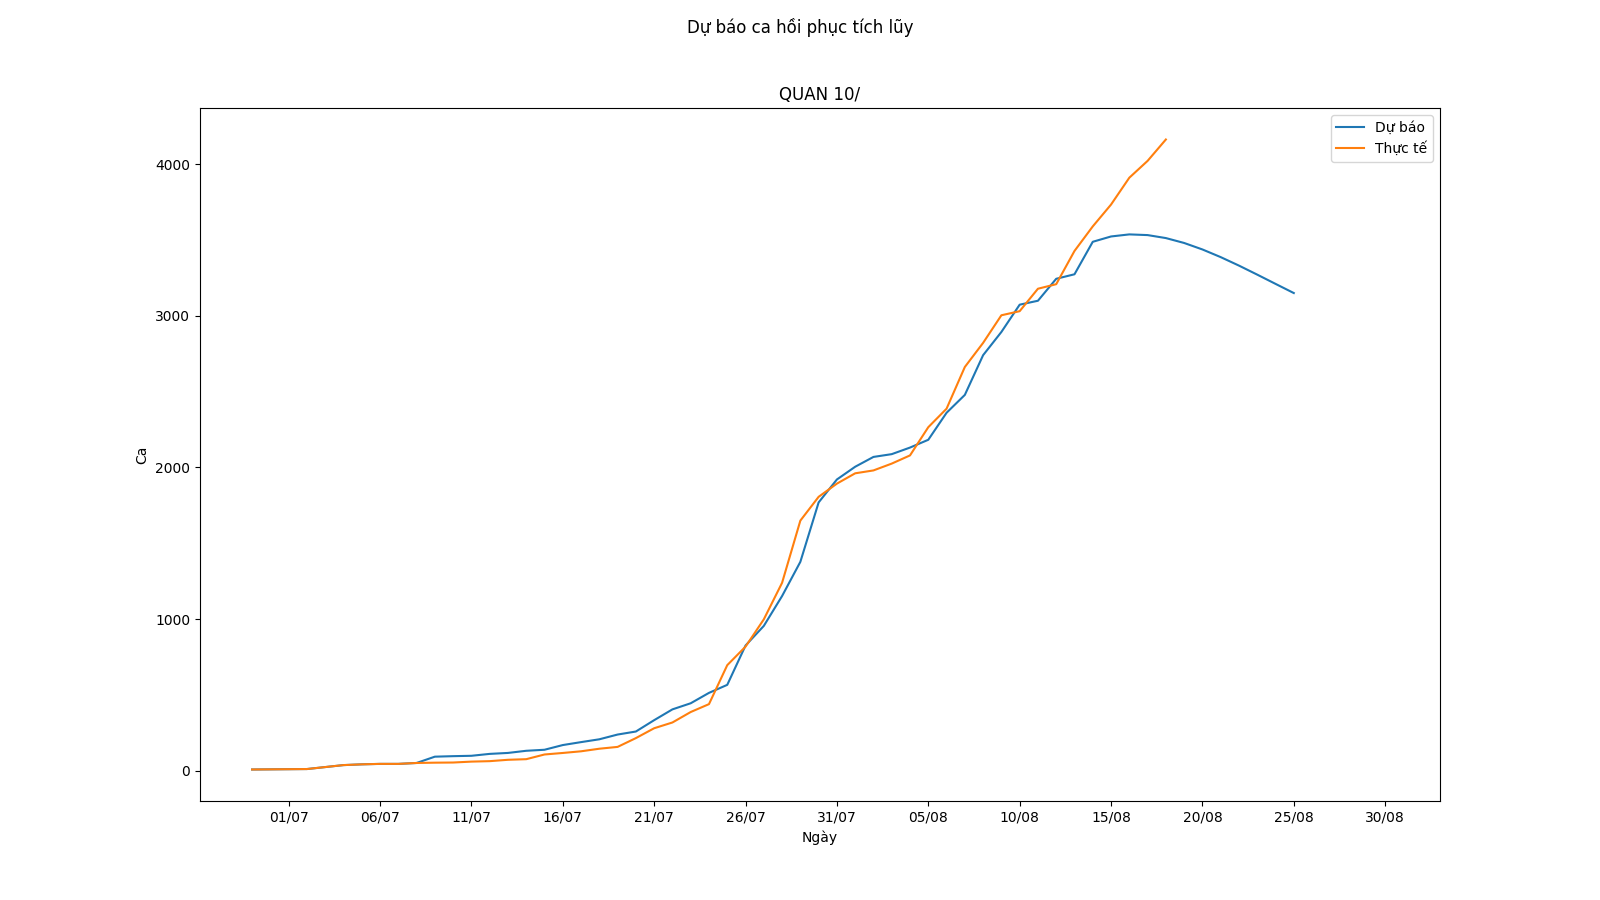 Dự báo ca hồi phục tích lũy
QUAN 10/
Dự báo
Thực tế
4000
3000
2000
1000
0
Ca
01/07 06/07 11/07 16/07 21/07 26/07 31/07 05/08 10/08 15/08 20/08 25/08 30/08
Ngày